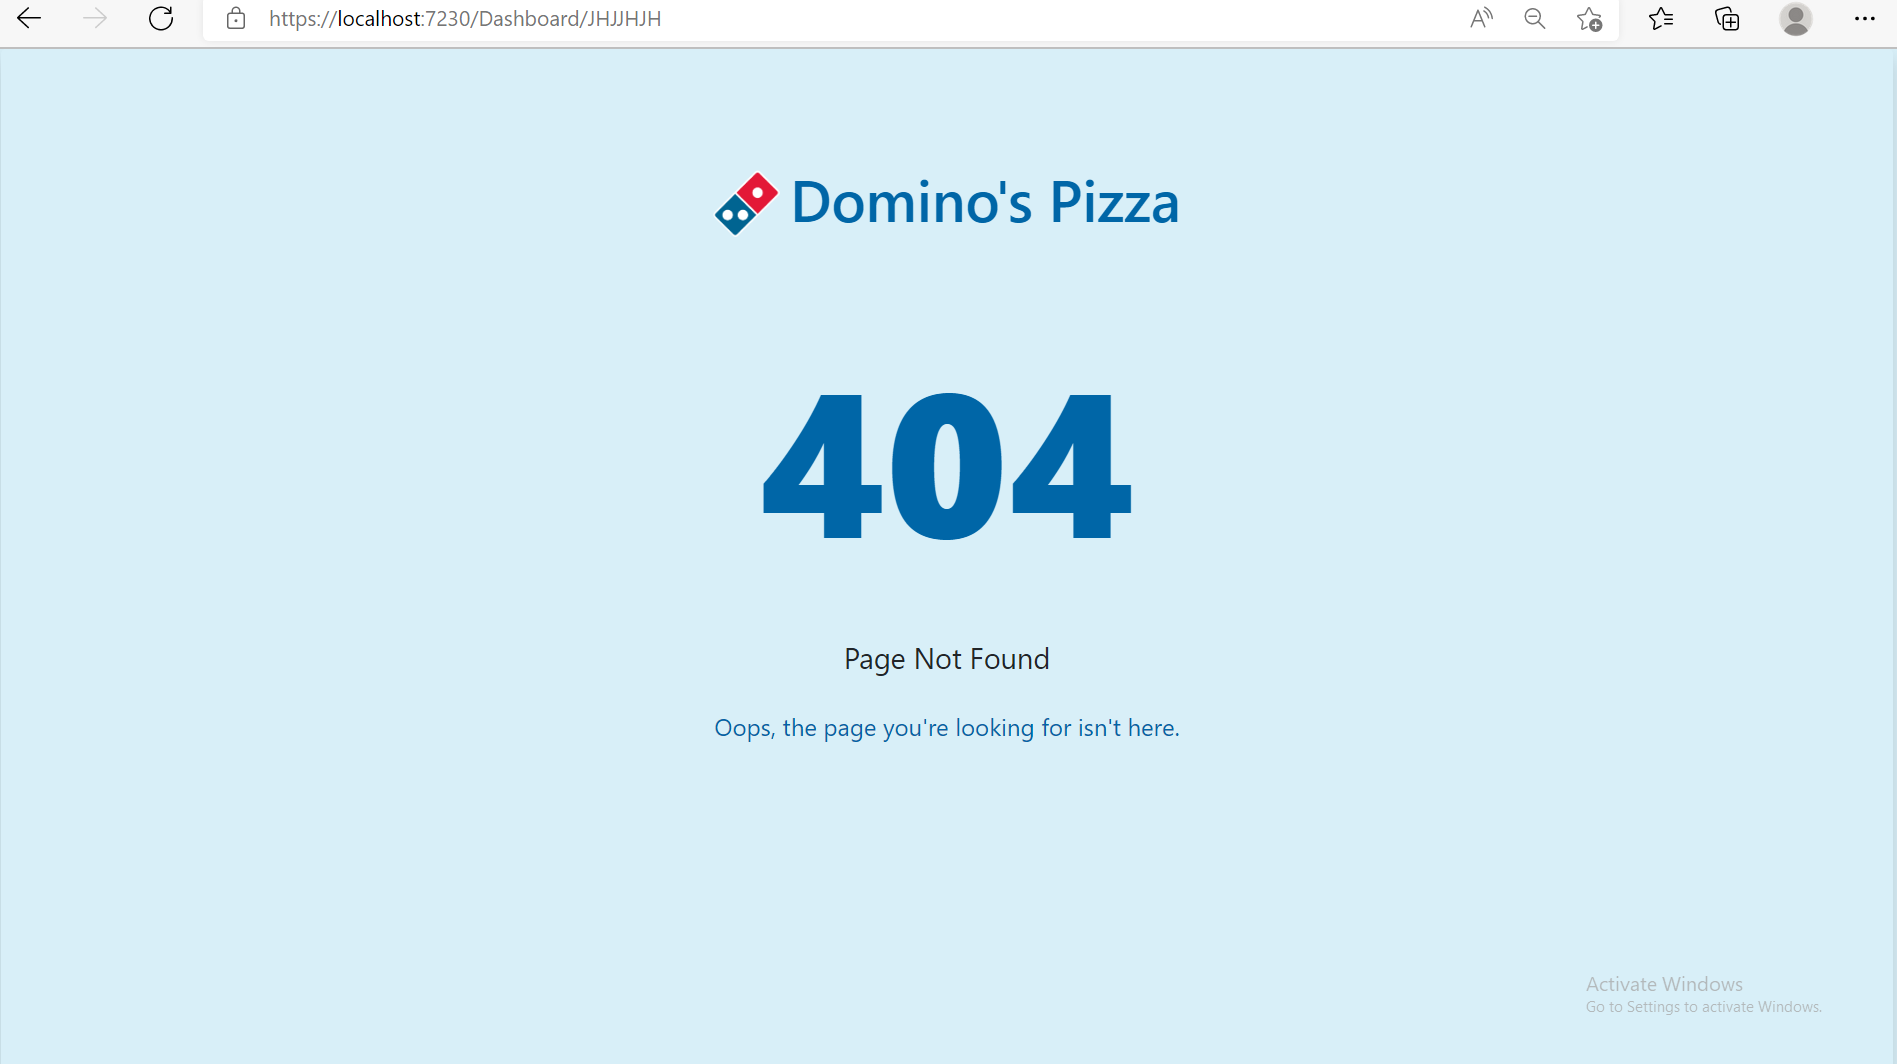 https://localhost:7230/Dashboard/JHJJHJH
Domino's Pizza
404
Page Not Found
Oops, the page you're looking for isn't here.
Activate Windows
Go to Settings to activate Windows.